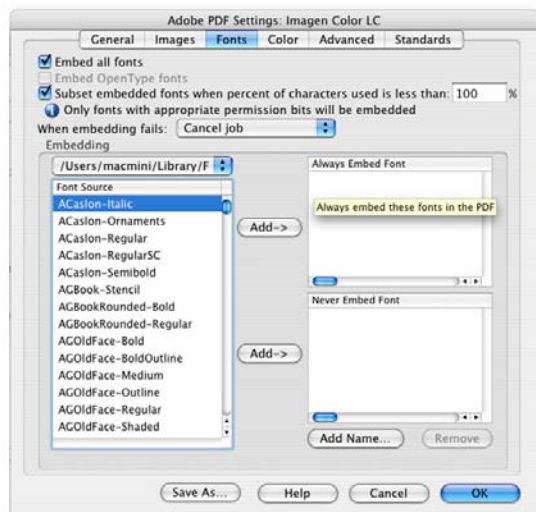 Adobe PDF Settings: Imagen Color LC
General Images Fonts Color Advanced Standards
Embed all fonts
Embed OpenType fonts
Subset embedded fonts when percent of characters used is less than: 100 %
Only fonts with appropriate permission bits will be embedded
When embedding fails: Cancel job
Embedding
/Users/macmini/Library/F
Font Source
ACaslon-Italic
ACaslon-Ornaments
ACaslon-Regular
ACaslon-RegularSC
ACaslon-Semibold
AGBook-Stencil
AGBookRounded-Bold
AGBookRounded-Regular
AGOldFace-Bold
AGOldFace-BoldOutline
AGOldFace-Medium
AGOldFace-Outline
AGOldFace-Regular
AGOldFace-Shaded
Add->
Add->
Always Embed Font
Always embed these fonts in the PDF
Never Embed Font
Add Name... Remove
Save As... Help Cancel OK